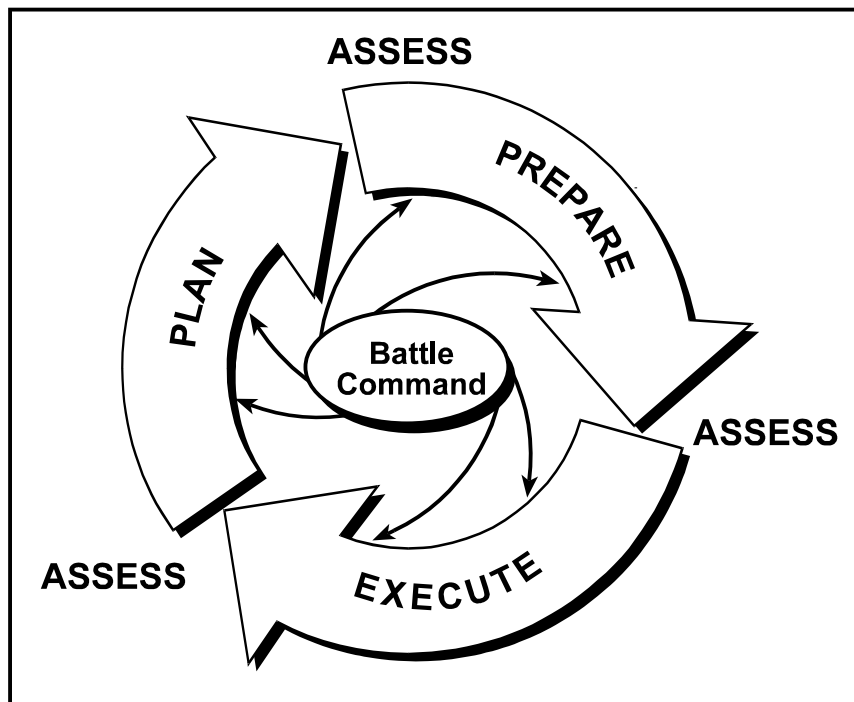 ASSESS
PREPARE
PLAN
Battle
Command
ASSESS
ASSESS
EXECUTE